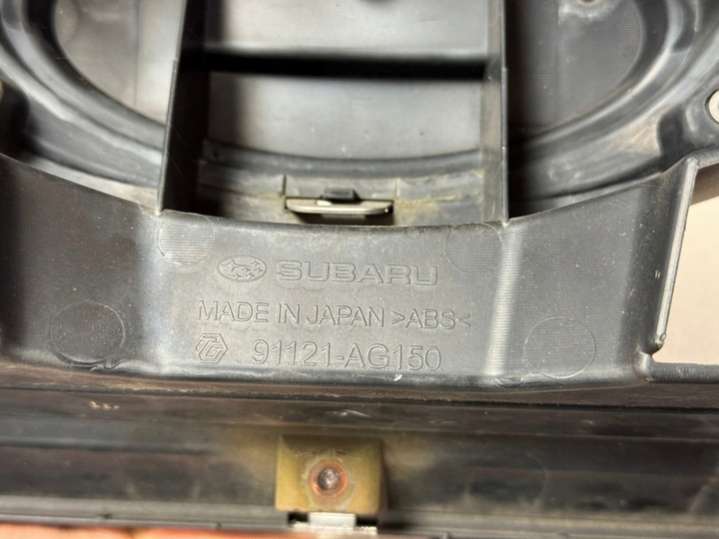 SUBARU
MADE IN JAPAN >ABS<
91121-AG150